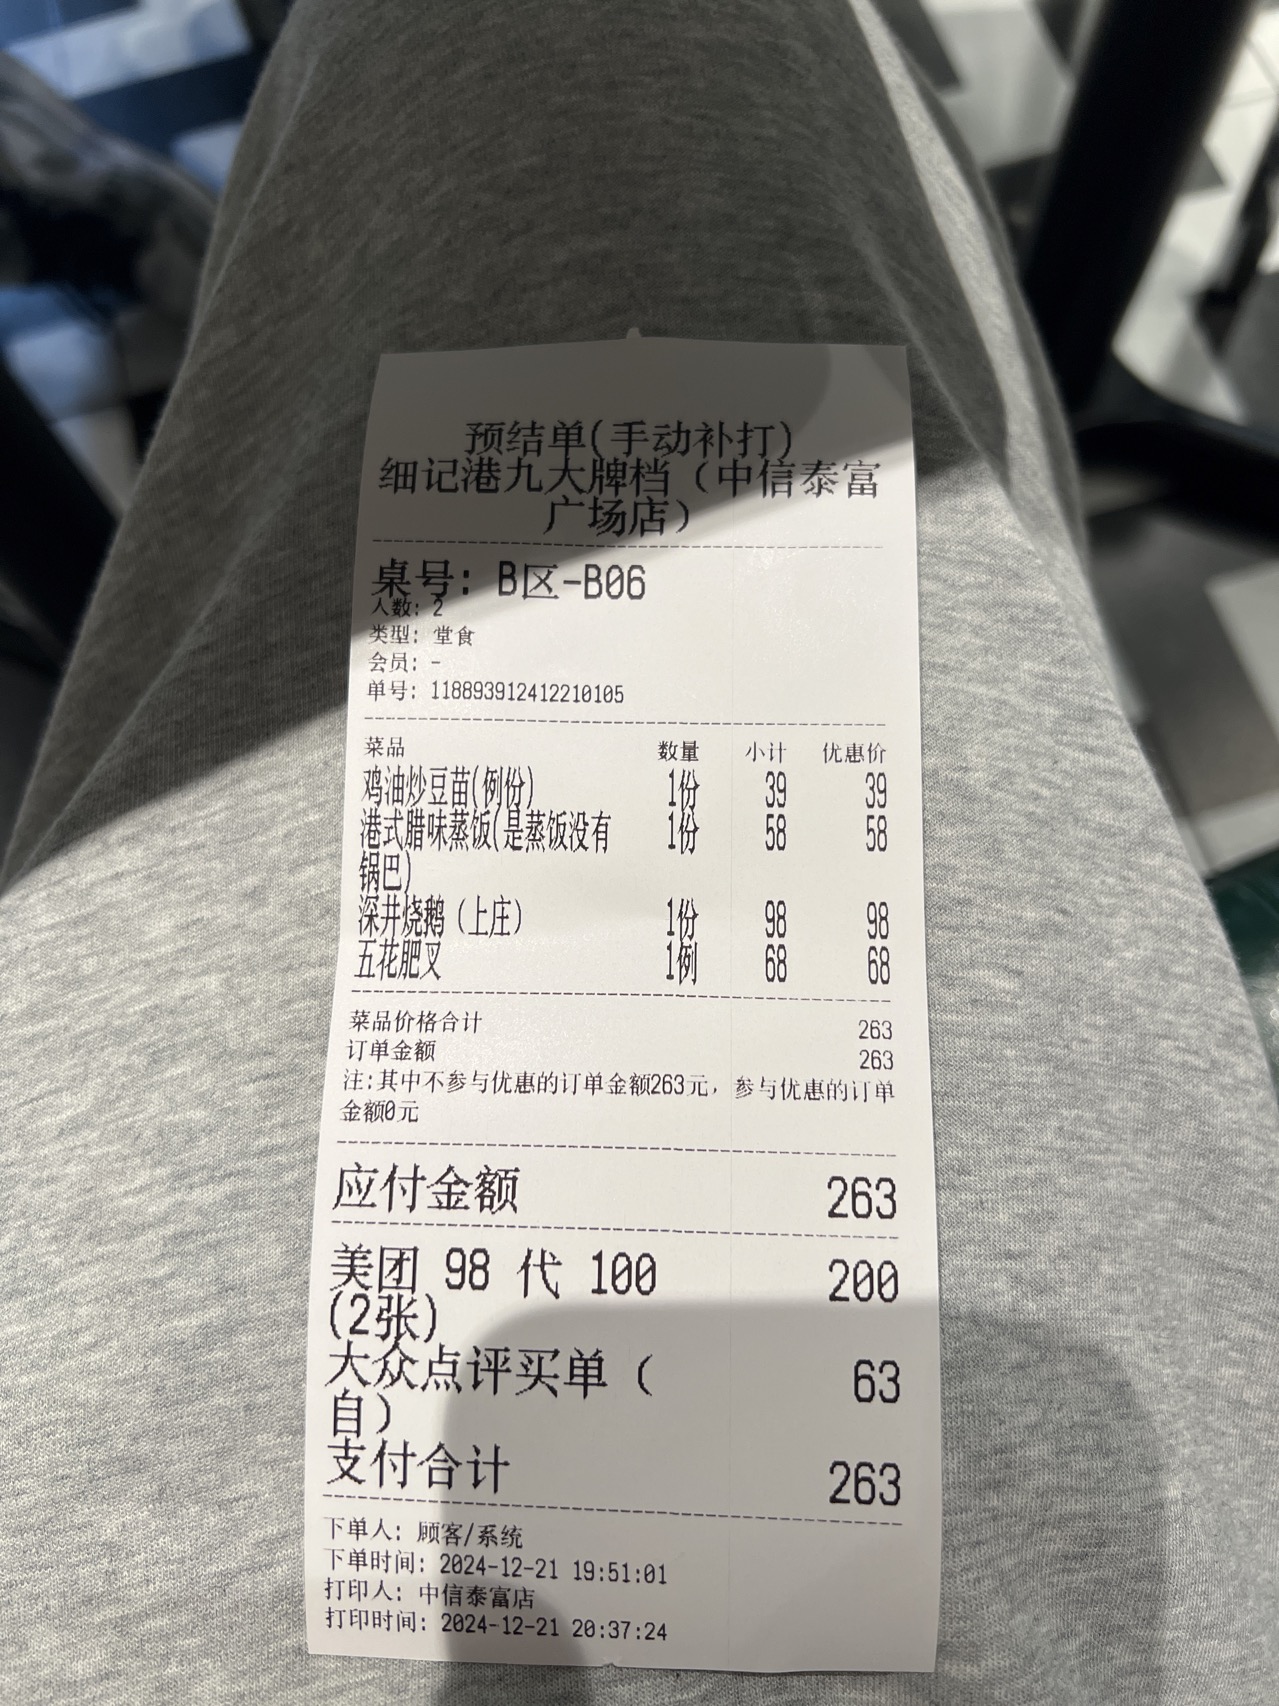 预结单(手动补打)
细记港九大牌档（中信泰富
广场店）
桌号: B区-B06
人数: 2
类型: 堂食
会员: -
单号: 118893912412210105
菜品 数量 小计 优惠价
鸡油炒豆苗(例份) 1份 39 39
港式腊味蒸饭(是蒸饭没有 1份 58 58
锅巴)
深井烧鹅（上庄） 1份 98 98
五花肥叉 1例 68 68
菜品价格合计 263
订单金额 263
注:其中不参与优惠的订单金额263元, 参与优惠的订单
金额0元
应付金额 263
美团 98 代 100 200
(2张)
大众点评买单（ 63
自）
支付合计 263
下单人: 顾客/系统
下单时间: 2024-12-21 19:51:01
打印人: 中信泰富店
打印时间: 2024-12-21 20:37:24